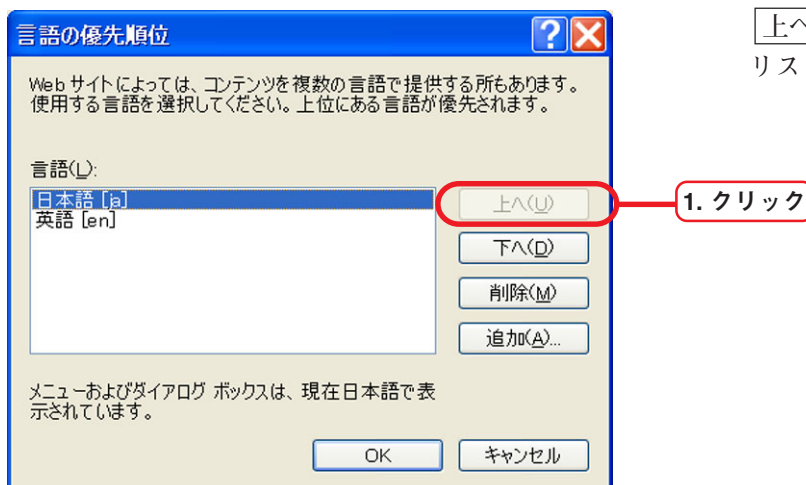 言語の優先順位
上へ
リス
Web サイトによっては、コンテンツを複数の言語で提供する所もあります。
使用する言語を選択してください。上位にある言語が優先されます。
言語(L):
日本語 [ja]
英語 [en]
上へ(U)
1. クリック
下へ(D)
削除(M)
追加(A)...
メニューおよびダイアログ ボックスは、現在日本語で表
示されています。
OK
キャンセル